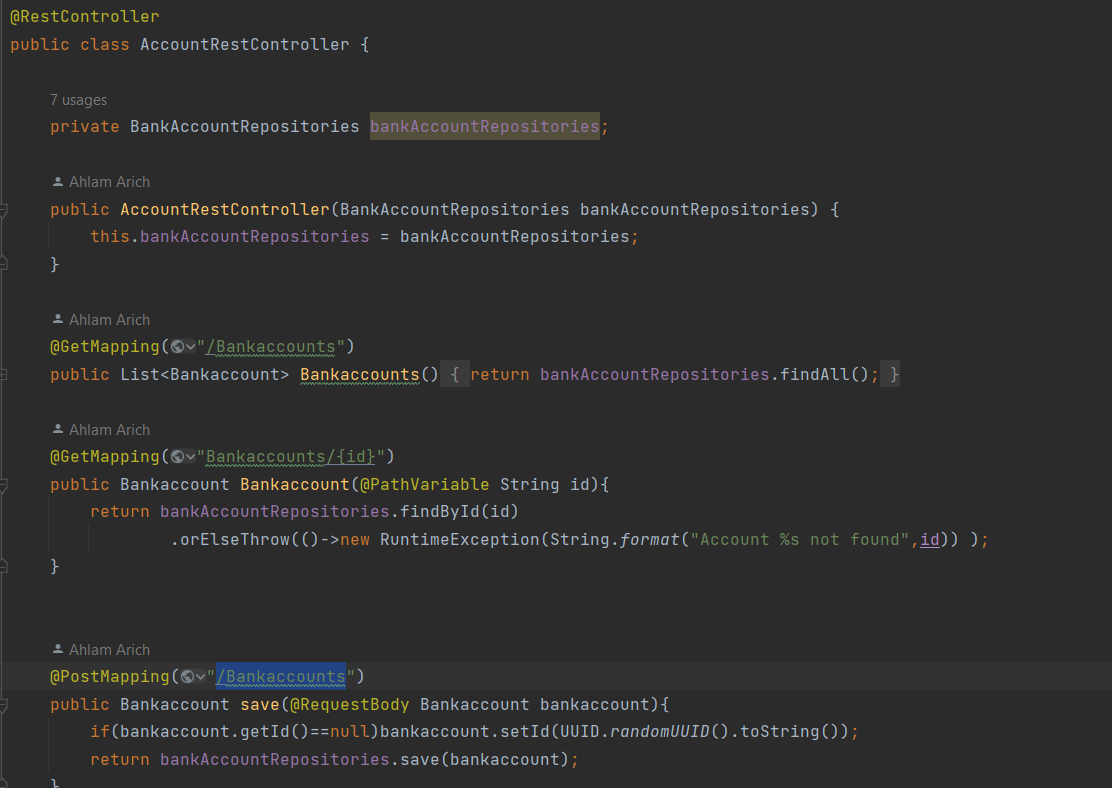 @RestController
public class AccountRestController {
7 usages
private BankAccountRepositories bankAccountRepositories;
Ahlam Arich
public AccountRestController(BankAccountRepositories bankAccountRepositories) {
this.bankAccountRepositories = bankAccountRepositories;
}
Ahlam Arich
@GetMapping("/Bankaccounts")
public List<Bankaccount> Bankaccounts() { return bankAccountRepositories.findAll(); }
Ahlam Arich
@GetMapping("Bankaccounts/{id}")
public Bankaccount Bankaccount(@PathVariable String id){
return bankAccountRepositories.findById(id)
.orElseThrow(()->new RuntimeException(String.format("Account %s not found",id)) );
}
Ahlam Arich
@PostMapping("/Bankaccounts")
public Bankaccount save(@RequestBody Bankaccount bankaccount){
if(bankaccount.getId()==null)bankaccount.setId(UUID.randomUUID().toString());
return bankAccountRepositories.save(bankaccount);
}